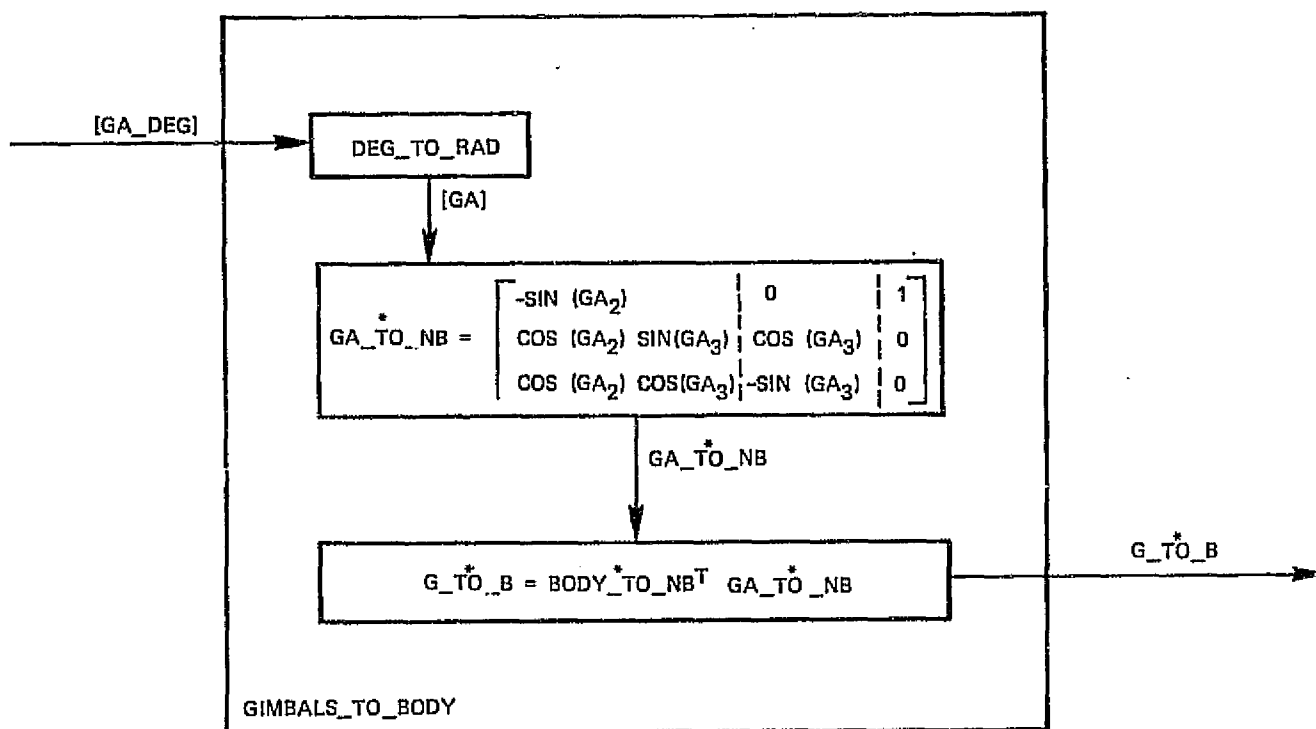 [GA_DEG]
DEG_TO_RAD
[GA]
-SIN (GA2) 0 1
GA_TO_NB* = COS (GA2) SIN(GA3) COS (GA3) 0
COS (GA2) COS(GA3) -SIN (GA3) 0
GA_TO_NB*
G_TO_B*
G_TO_B* = BODY_TO_NB*T GA_TO_NB*
GIMBALS_TO_BODY